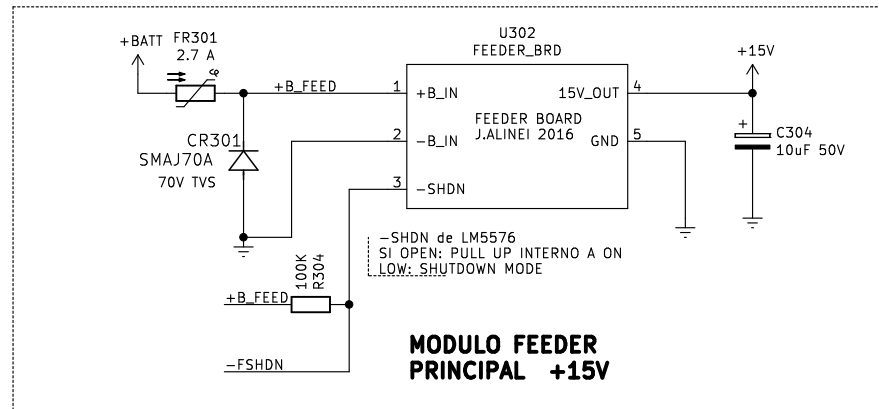 +BATT
FR301
2.7 A
+B_FEED
CR301
SMAJ70A
70V TVS
U302
FEEDER_BRD
1 +B_IN
2 -B_IN
3 -SHDN
FEEDER BOARD
J.ALINEI 2016
15V_OUT 4
GND 5
+15V
+
C304
10uF 50V
-SHDN de LM5576
SI OPEN: PULL UP INTERNO A ON
LOW: SHUTDOWN MODE
100K
R304
+B_FEED
-FSHDN
MODULO FEEDER
PRINCIPAL +15V